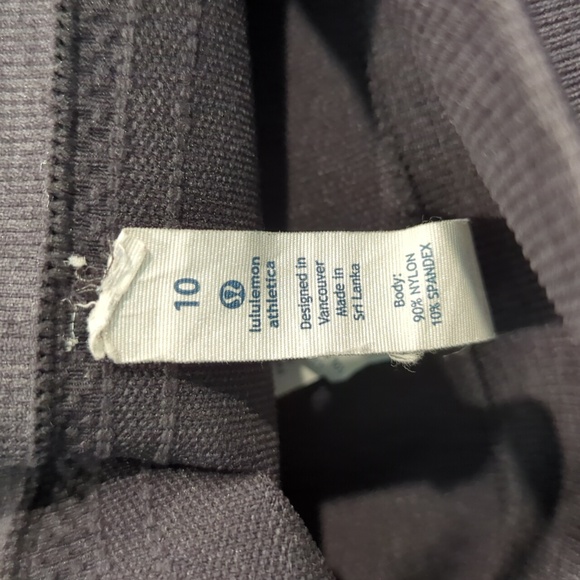 10
lululemon
athletica
Designed in
Vancouver
Made in
Sri Lanka
Body:
90% NYLON
10% SPANDEX